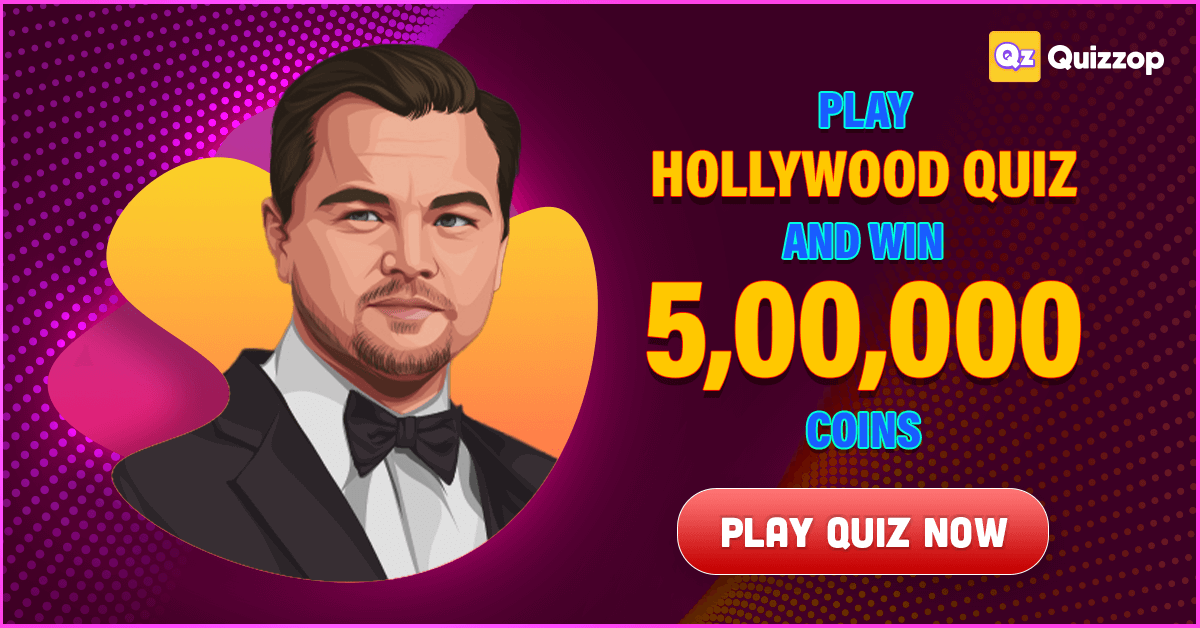 Qz Quizzop
PLAY
HOLLYWOOD QUIZ
AND WIN
5,00,000
COINS
PLAY QUIZ NOW